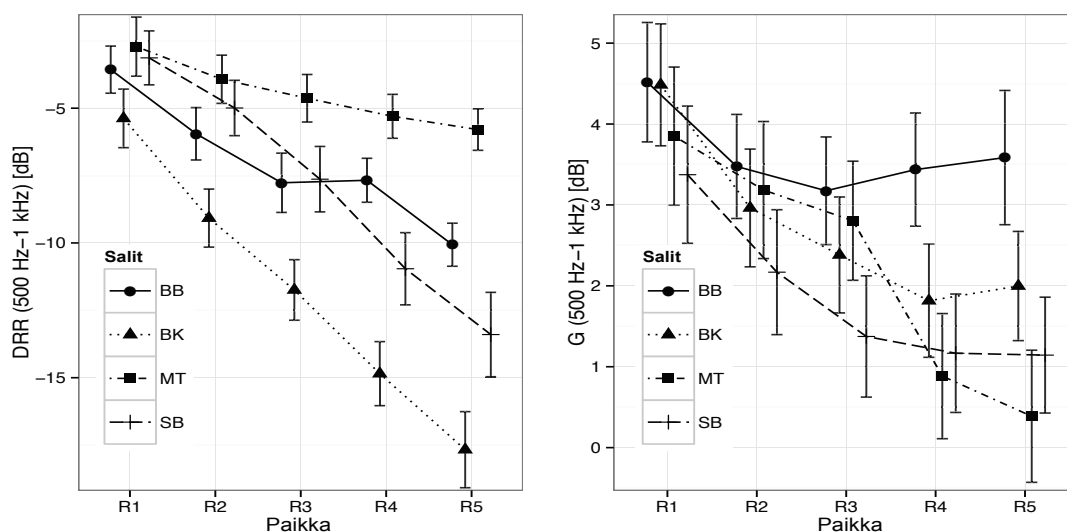 DRR (500 Hz−1 kHz) [dB]
−5
−10
−15
Salit
BB
BK
MT
SB
R1 R2 R3 R4 R5
Paikka
G (500 Hz−1 kHz) [dB]
5
4
3
2
1
0
Salit
BB
BK
MT
SB
R1 R2 R3 R4 R5
Paikka